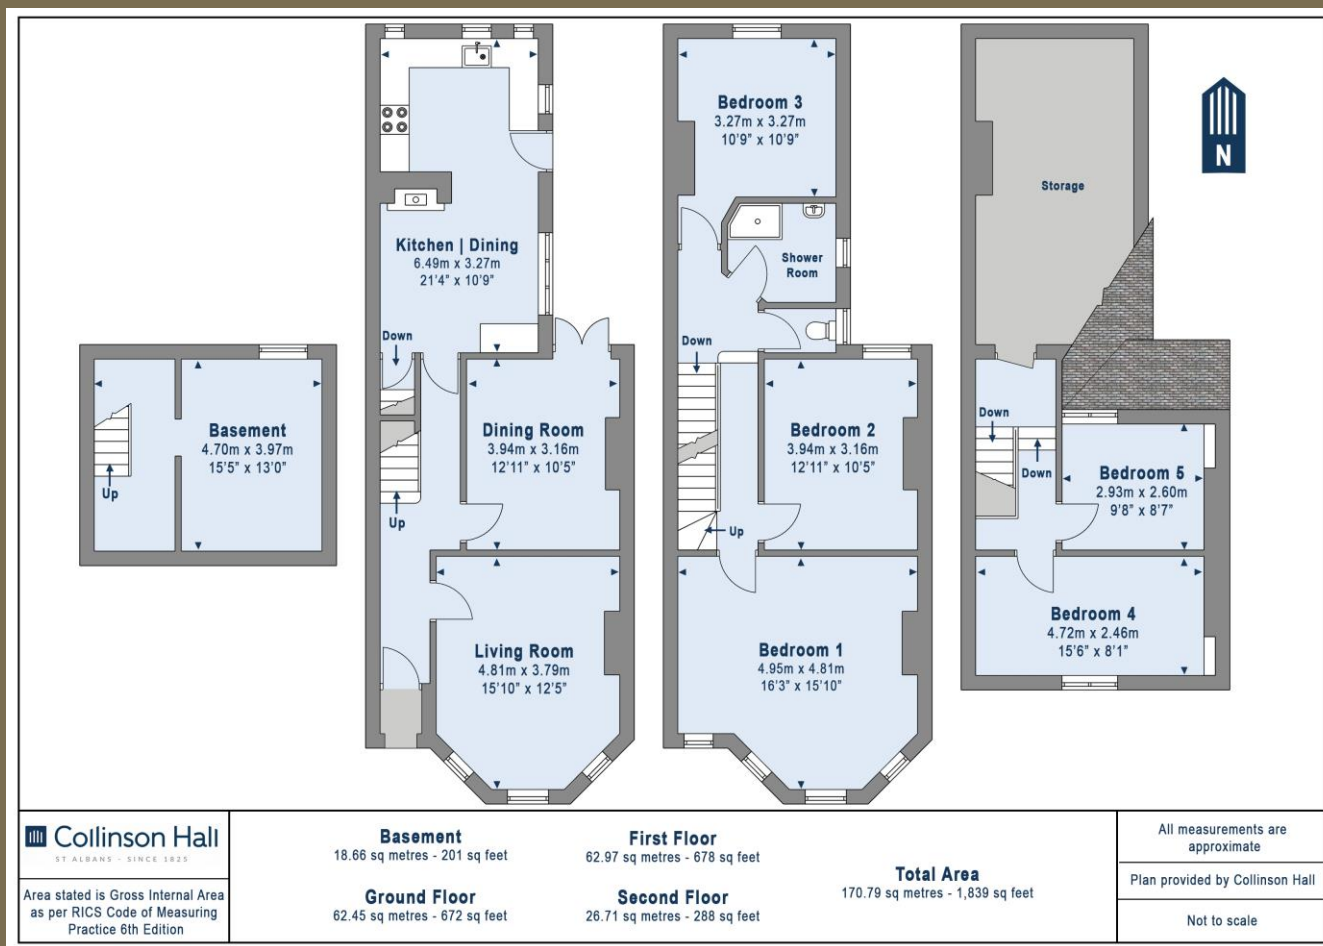 Basement
4.70m x 3.97m
15'5" x 13'0"
Up
Kitchen | Dining
6.49m x 3.27m
21'4" x 10'9"
Down
Dining Room
3.94m x 3.16m
12'11" x 10'5"
Up
Living Room
4.81m x 3.79m
15'10" x 12'5"
Bedroom 3
3.27m x 3.27m
10'9" x 10'9"
Shower
Room
Down
Bedroom 2
3.94m x 3.16m
12'11" x 10'5"
Up
Bedroom 1
4.95m x 4.81m
16'3" x 15'10"
Storage
Down
Down
Bedroom 5
2.93m x 2.60m
9'8" x 8'7"
Bedroom 4
4.72m x 2.46m
15'6" x 8'1"
N
Collinson Hall
ST ALBANS - SINCE 1825
Area stated is Gross Internal Area
as per RICS Code of Measuring
Practice 6th Edition
Basement
18.66 sq metres - 201 sq feet
Ground Floor
62.45 sq metres - 672 sq feet
First Floor
62.97 sq metres - 678 sq feet
Second Floor
26.71 sq metres - 288 sq feet
Total Area
170.79 sq metres - 1,839 sq feet
All measurements are
approximate
Plan provided by Collinson Hall
Not to scale